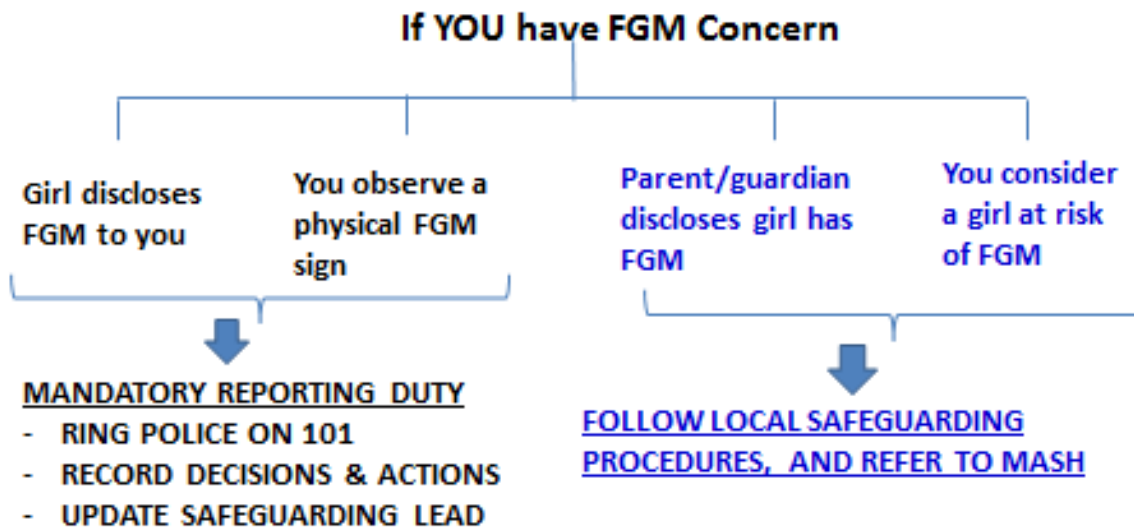 If YOU have FGM Concern
Girl discloses
FGM to you
You observe a
physical FGM
sign
Parent/guardian
discloses girl has
FGM
You consider
a girl at risk
of FGM
MANDATORY REPORTING DUTY
- RING POLICE ON 101
- RECORD DECISIONS & ACTIONS
- UPDATE SAFEGUARDING LEAD
FOLLOW LOCAL SAFEGUARDING
PROCEDURES, AND REFER TO MASH